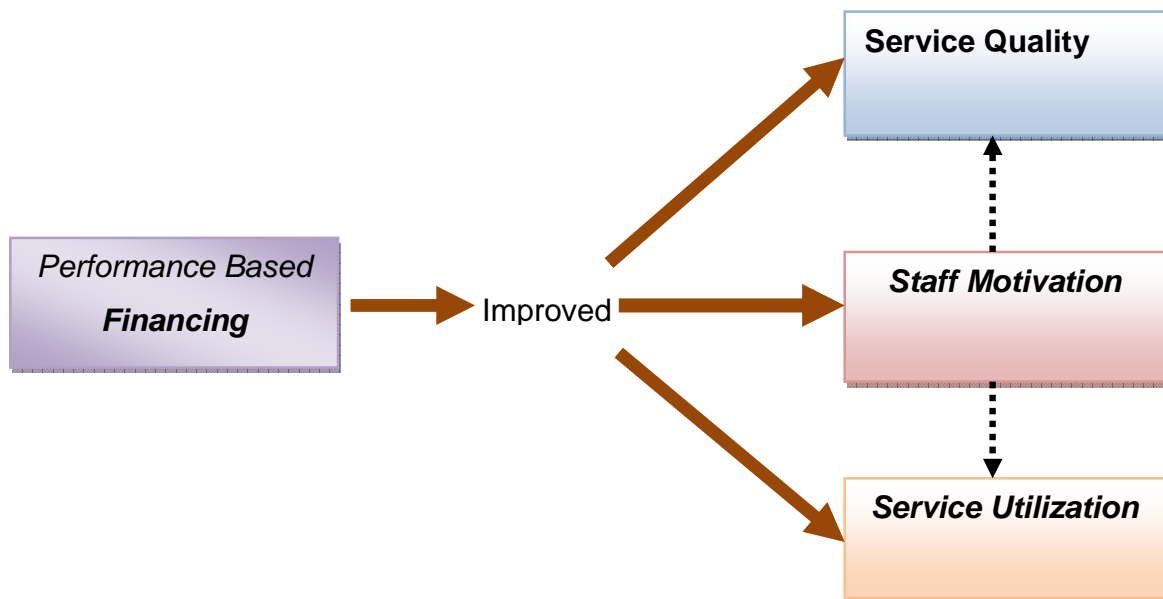 Performance Based
Financing
Improved
Service Quality
Staff Motivation
Service Utilization